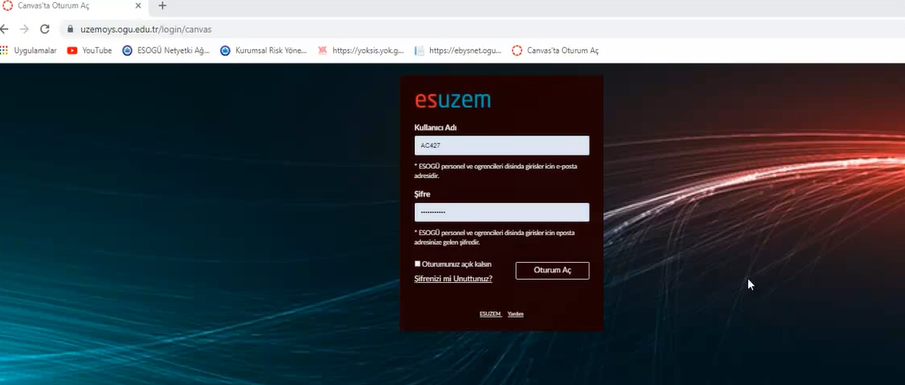 Canvas'ta Oturum Aç
uzemoys.ogu.edu.tr/login/canvas
Uygulamalar YouTube ESOGÜ Netyetki Ağ... Kurumsal Risk Yöne... https://yoksis.yok.g... https://ebysnet.ogu... Canvas'ta Oturum Aç
esuzem
Kullanıcı Adı
AC427
* ESOGÜ personel ve ogrencileri disinda girisler icin e-posta
adresidir.
Şifre
* ESOGÜ personel ve ogrencileri disinda girisler icin eposta
adresinize gelen şifredir.
Oturumunuz açık kalsın
Oturum Aç
Şifrenizi mi Unuttunuz?
ESUZEM Yardım